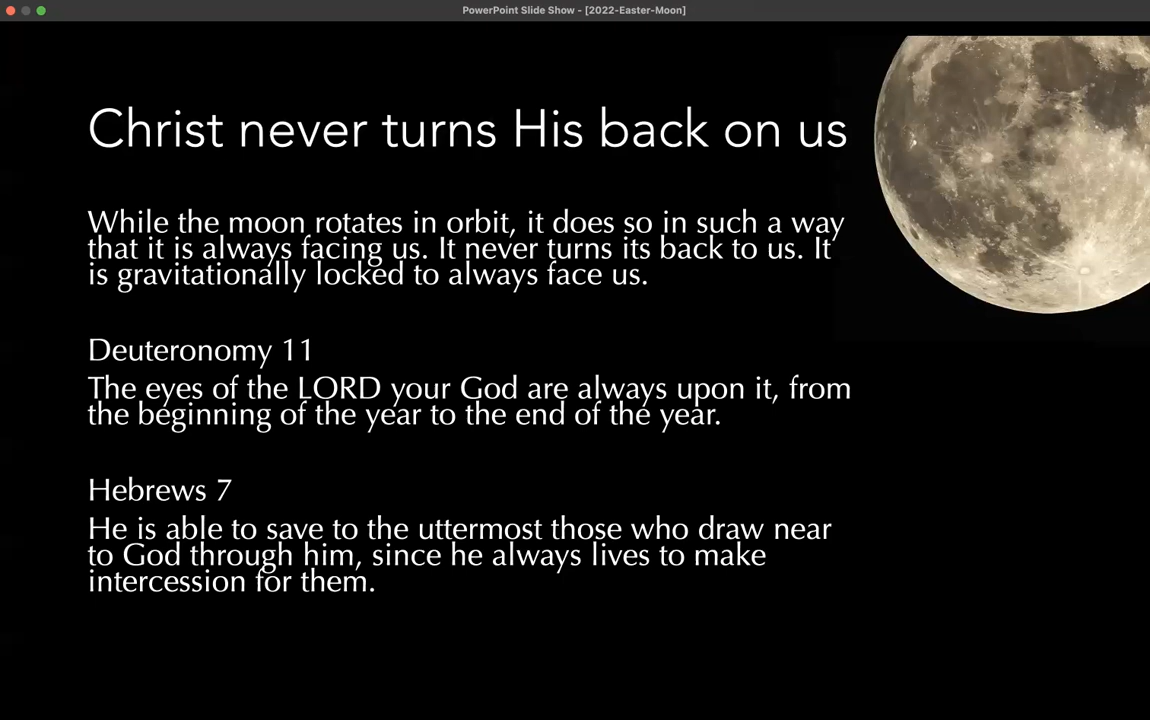 PowerPoint Slide Show - [2022-Easter-Moon]
Christ never turns His back on us
While the moon rotates in orbit, it does so in such a way
that it is always facing us. It never turns its back to us. It
is gravitationally locked to always face us.
Deuteronomy 11
The eyes of the LORD your God are always upon it, from
the beginning of the year to the end of the year.
Hebrews 7
He is able to save to the uttermost those who draw near
to God through him, since he always lives to make
intercession for them.